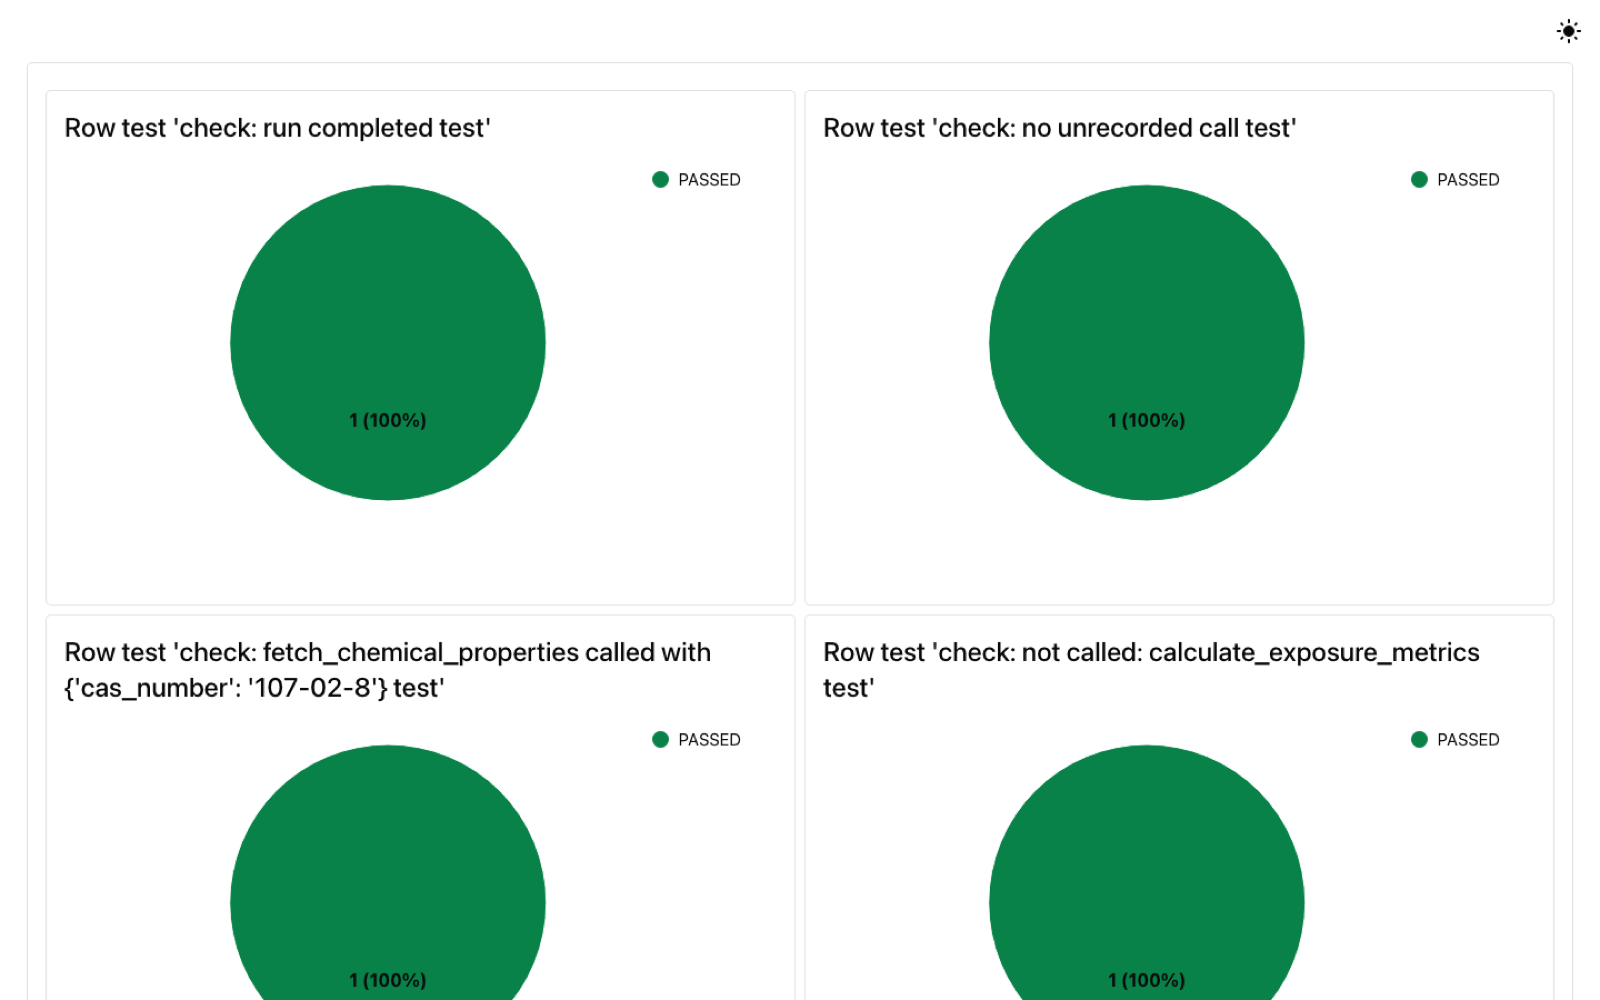 Row test 'check: run completed test'
PASSED
1 (100%)
Row test 'check: no unrecorded call test'
PASSED
1 (100%)
Row test 'check: fetch_chemical_properties called with
{'cas_number': '107-02-8'} test'
PASSED
1 (100%)
Row test 'check: not called: calculate_exposure_metrics
test'
PASSED
1 (100%)